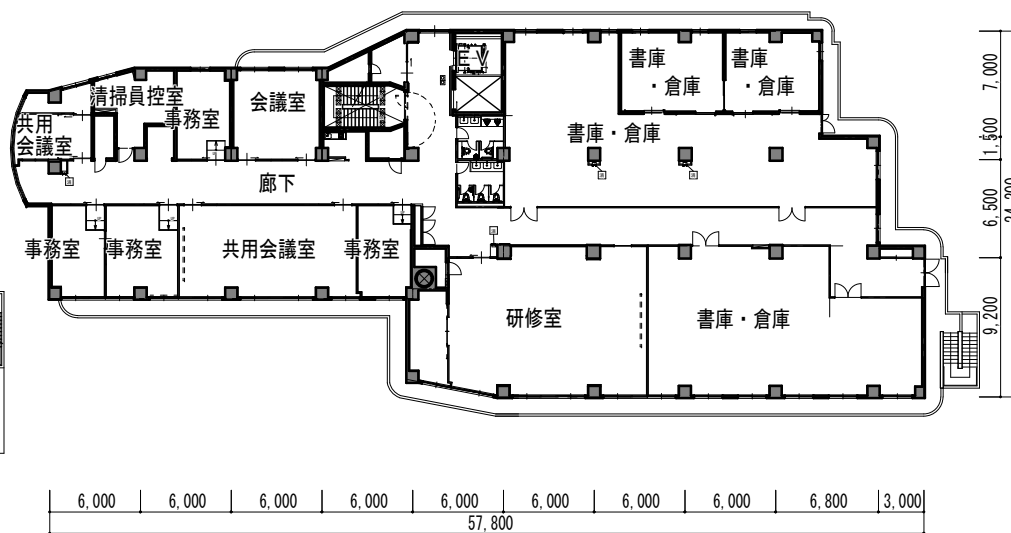 EV
書庫
・倉庫
書庫
・倉庫
清掃員控室
事務室
会議室
共用
会議室
書庫・倉庫
廊下
事務室
事務室
共用会議室
事務室
研修室
書庫・倉庫
7,000
1,500
6,500
9,200
24,200
6,000
6,000
6,000
6,000
6,000
6,000
6,000
6,000
6,800
3,000
57,800